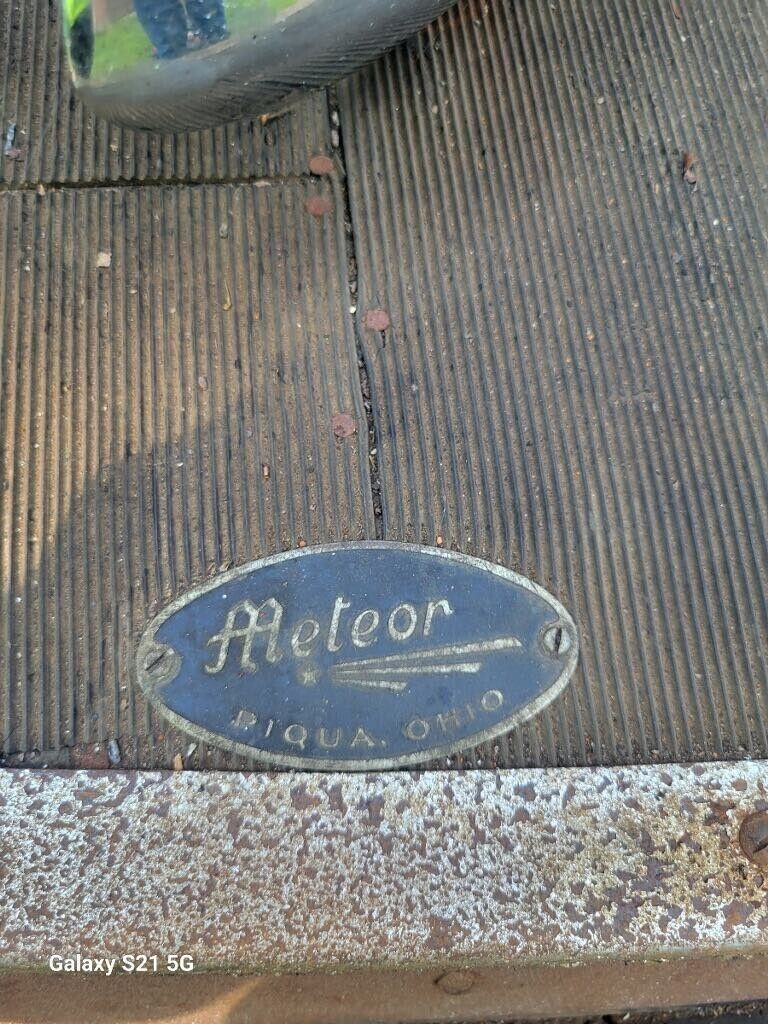 Meteor
PIQUA, OHIO
Galaxy S21 5G